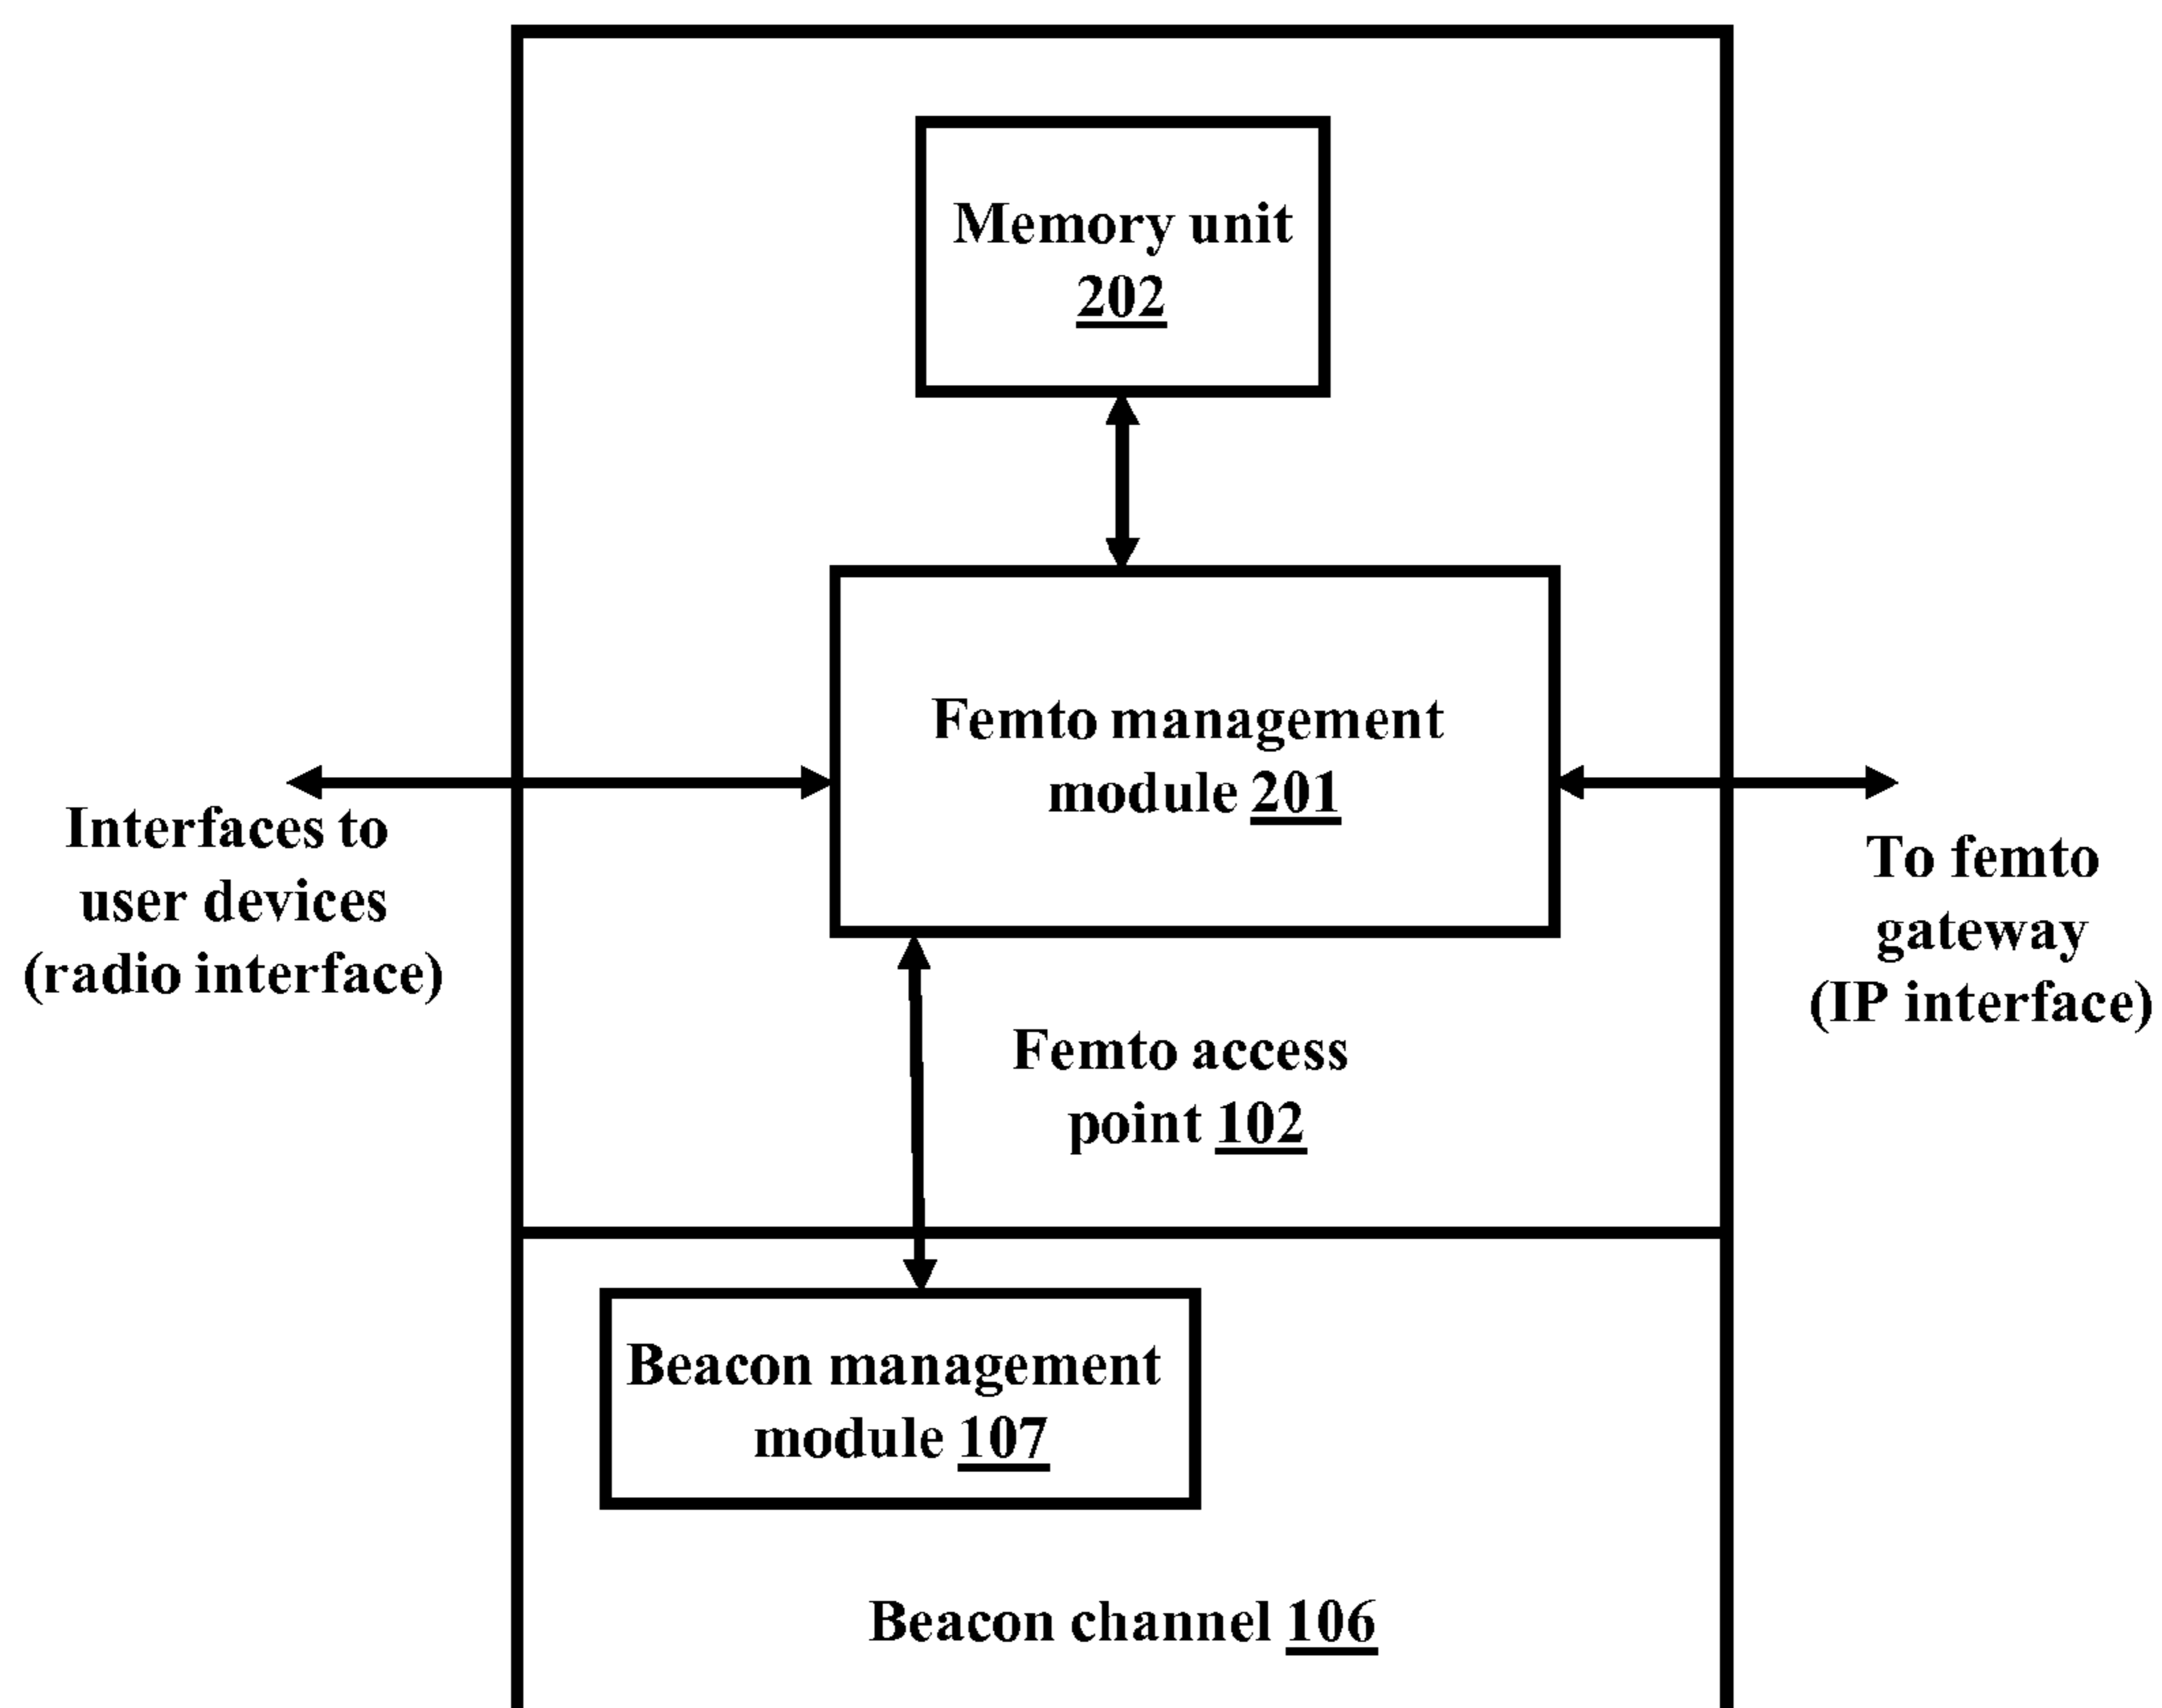 Memory unit
202
Femto management
module 201
Interfaces to
user devices
(radio interface)
To femto
gateway
(IP interface)
Femto access
point 102
Beacon management
module 107
Beacon channel 106